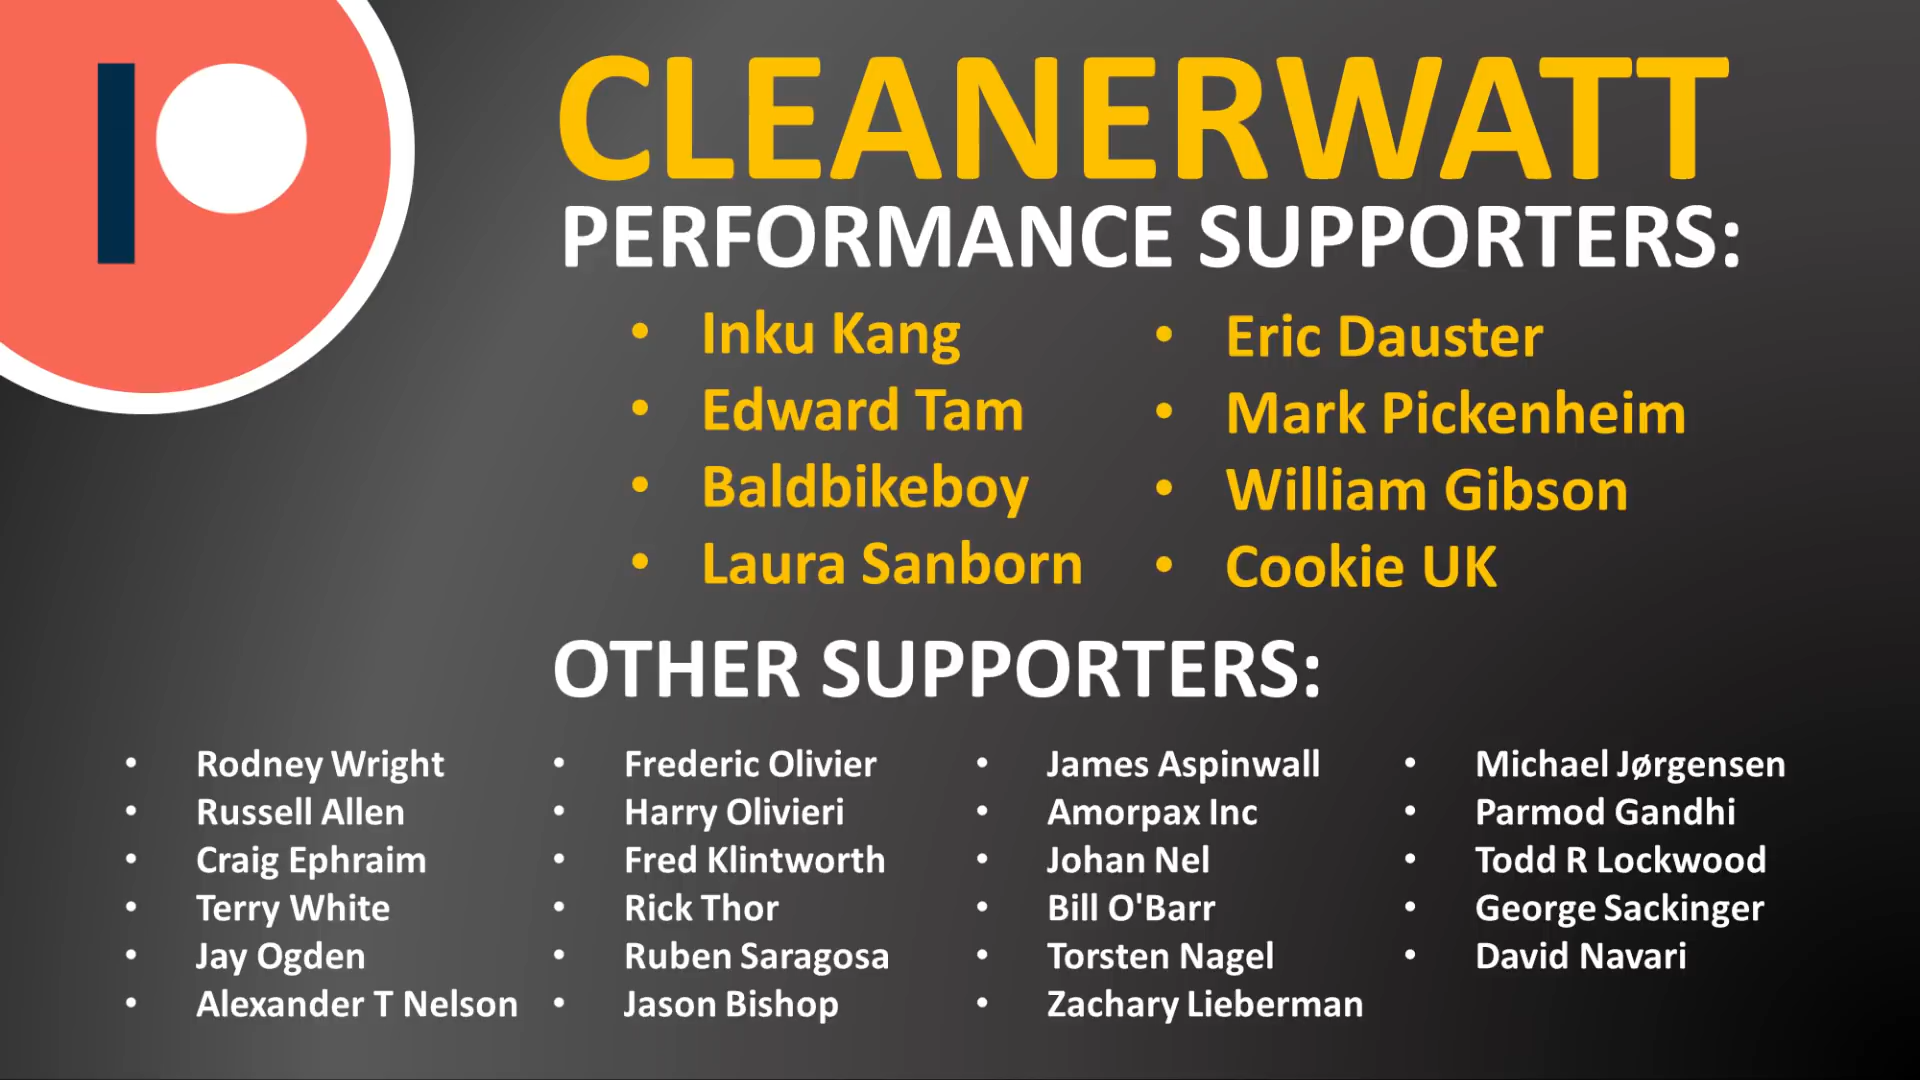 CLEANERWATT
PERFORMANCE SUPPORTERS:
• Inku Kang
• Edward Tam
• Baldbikeboy
• Laura Sanborn
• Eric Dauster
• Mark Pickenheim
• William Gibson
• Cookie UK
OTHER SUPPORTERS:
• Rodney Wright
• Russell Allen
• Craig Ephraim
• Terry White
• Jay Ogden
• Alexander T Nelson
• Frederic Olivier
• Harry Olivieri
• Fred Klintworth
• Rick Thor
• Ruben Saragosa
• Jason Bishop
• James Aspinwall
• Amorpax Inc
• Johan Nel
• Bill O'Barr
• Torsten Nagel
• Zachary Lieberman
• Michael Jørgensen
• Parmod Gandhi
• Todd R Lockwood
• George Sackinger
• David Navari